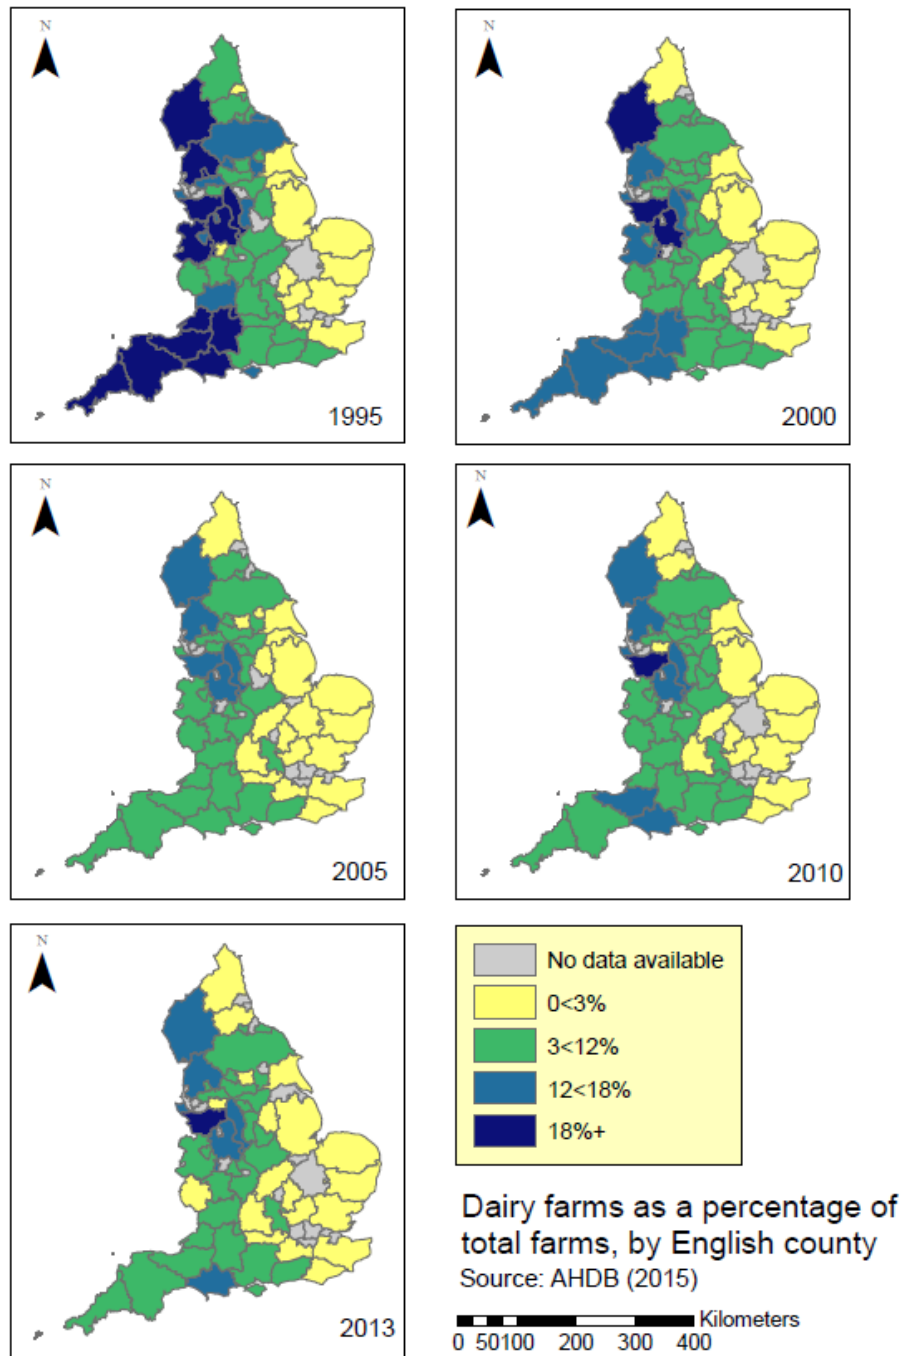 N
1995
N
2000
N
2005
N
2010
N
2013
No data available
0<3%
3<12%
12<18%
18%+
Dairy farms as a percentage of
total farms, by English county
Source: AHDB (2015)
Kilometers
0 50100 200 300 400